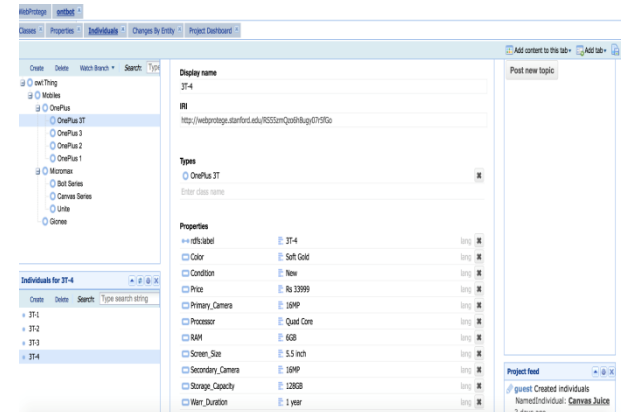 WebProtege ontbot
Classes Properties Individuals Changes By Entity Project Dashboard
Add content to this tab Add tab
Create Delete Watch Branch Search: Type
owl:Thing
Mobiles
OnePlus
OnePlus 3T
OnePlus 3
OnePlus 2
OnePlus 1
Micromax
Bolt Series
Canvas Series
Unite
Gionee
Individuals for 3T-4
Create Delete Search: Type search string
3T-1
3T-2
3T-3
3T-4
Display name
3T-4
IRI
Types
OnePlus 3T
Enter class name
Properties
rdfs:label 3T-4 lang
Color Soft Gold lang
Condition New lang
Price Rs 33999 lang
Primary_Camera 16MP lang
Processor Quad Core lang
RAM 6GB lang
Screen_Size 5.5 inch lang
Secondary_Camera 16MP lang
Storage_Capacity 128GB lang
Warr_Duration 1 year lang
Post new topic
Project feed
guest Created individuals
NamedIndividual: Canvas Juice